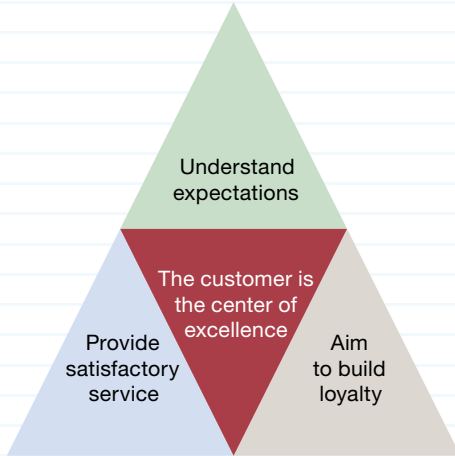 Understand
expectations
The customer is
the center of
excellence
Provide
satisfactory
service
Aim
to build
loyalty